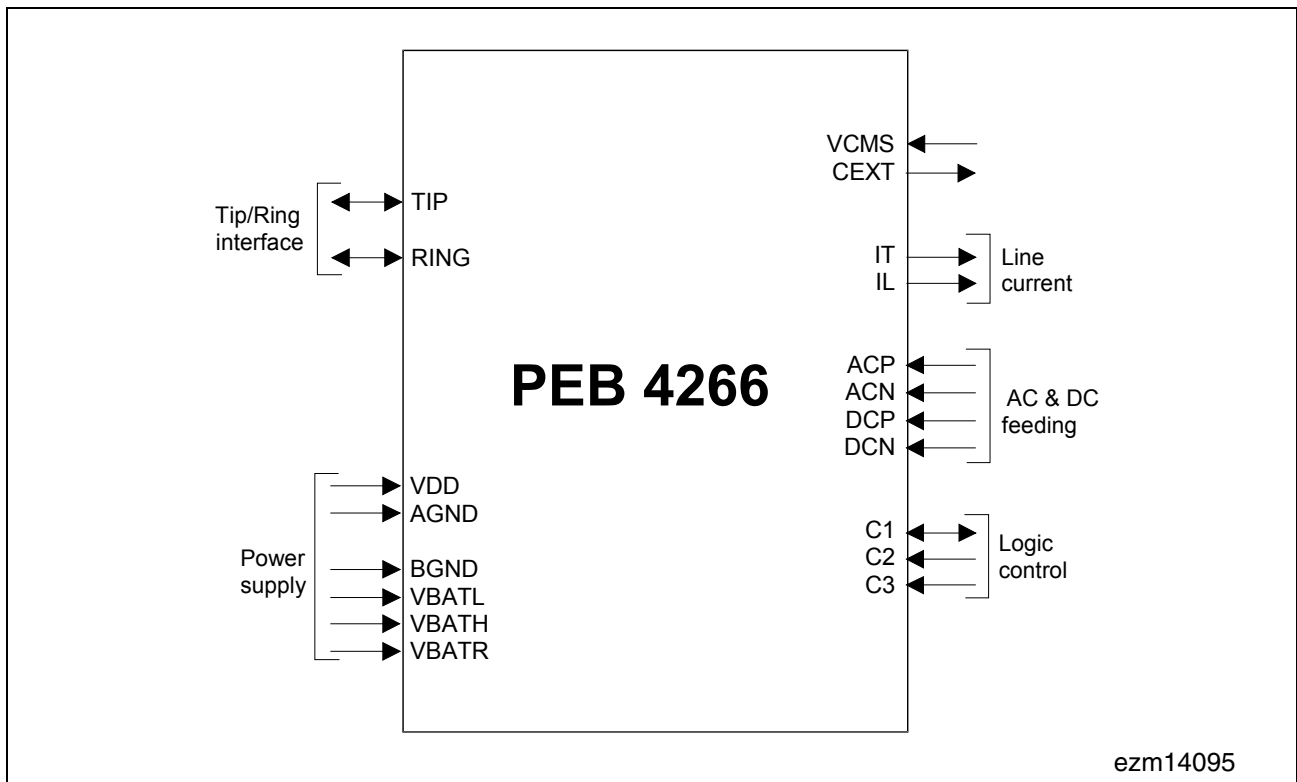 Tip/Ring
interface
TIP
RING
Power
supply
VDD
AGND
BGND
VBATL
VBATH
VBATR
PEB 4266
VCMS
CEXT
IT
IL
Line
current
ACP
ACN
DCP
DCN
AC & DC
feeding
C1
C2
C3
Logic
control
ezm14095